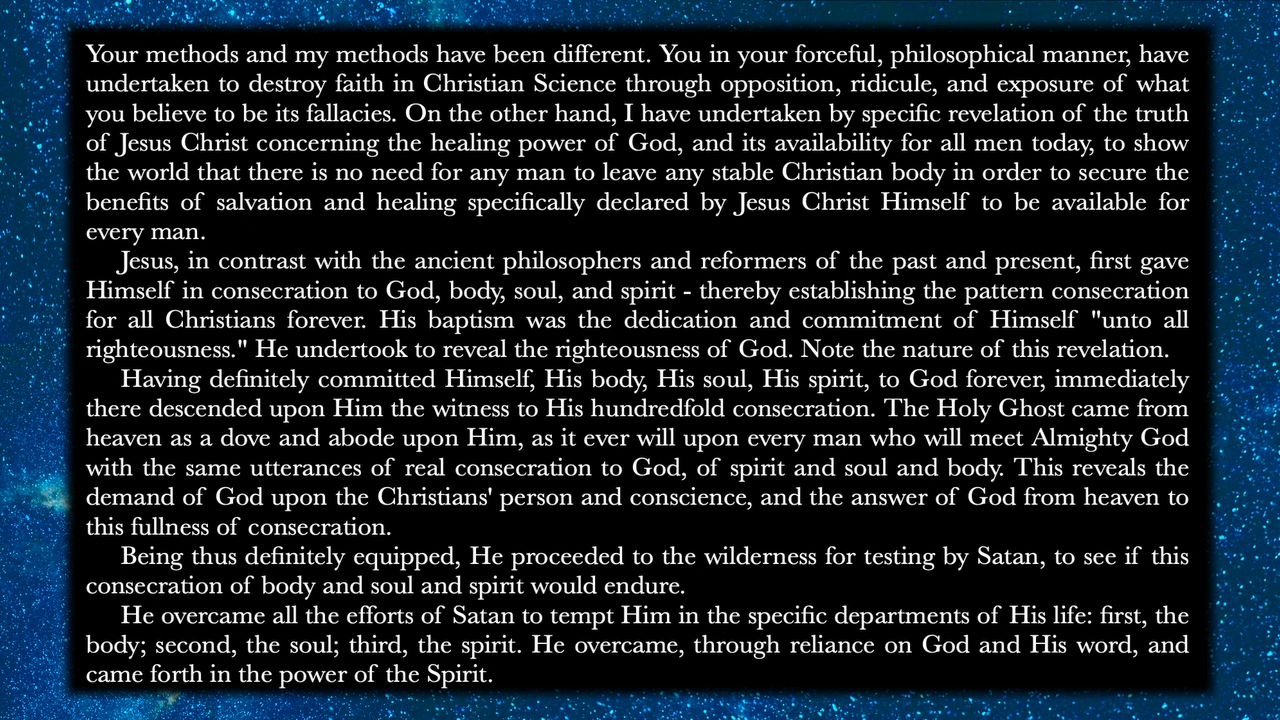 Your methods and my methods have been different. You in your forceful, philosophical manner, have
undertaken to destroy faith in Christian Science through opposition, ridicule, and exposure of what
you believe to be its fallacies. On the other hand, I have undertaken by specific revelation of the truth
of Jesus Christ concerning the healing power of God, and its availability for all men today, to show
the world that there is no need for any man to leave any stable Christian body in order to secure the
benefits of salvation and healing specifically declared by Jesus Christ Himself to be available for
every man.
Jesus, in contrast with the ancient philosophers and reformers of the past and present, first gave
Himself in consecration to God, body, soul, and spirit - thereby establishing the pattern consecration
for all Christians forever. His baptism was the dedication and commitment of Himself "unto all
righteousness." He undertook to reveal the righteousness of God. Note the nature of this revelation.
Having definitely committed Himself, His body, His soul, His spirit, to God forever, immediately
there descended upon Him the witness to His hundredfold consecration. The Holy Ghost came from
heaven as a dove and abode upon Him, as it ever will upon every man who will meet Almighty God
with the same utterances of real consecration to God, of spirit and soul and body. This reveals the
demand of God upon the Christians' person and conscience, and the answer of God from heaven to
this fullness of consecration.
Being thus definitely equipped, He proceeded to the wilderness for testing by Satan, to see if this
consecration of body and soul and spirit would endure.
He overcame all the efforts of Satan to tempt Him in the specific departments of His life: first, the
body; second, the soul; third, the spirit. He overcame, through reliance on God and His word, and
came forth in the power of the Spirit.